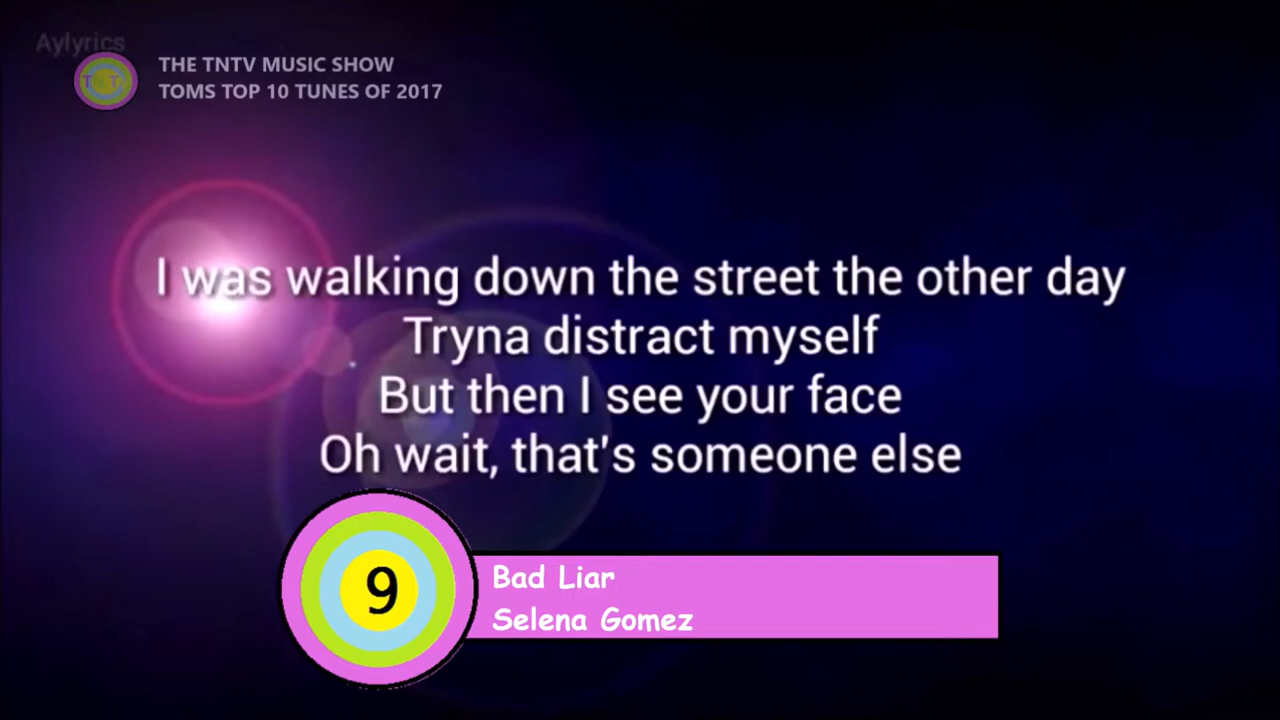 Aylyrics
THE TNTV MUSIC SHOW
TOMS TOP 10 TUNES OF 2017
I was walking down the street the other day
Tryna distract myself
But then I see your face
Oh wait, that's someone else
9
Bad Liar
Selena Gomez